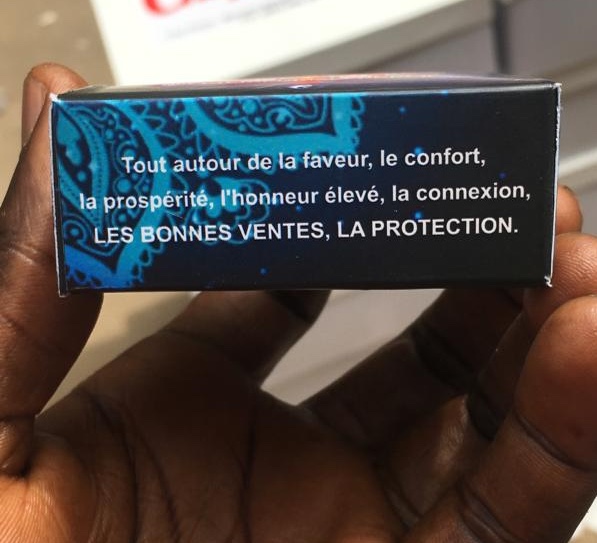 Tout autour de la faveur, le confort,
la prospérité, l'honneur élevé, la connexion,
LES BONNES VENTES, LA PROTECTION.